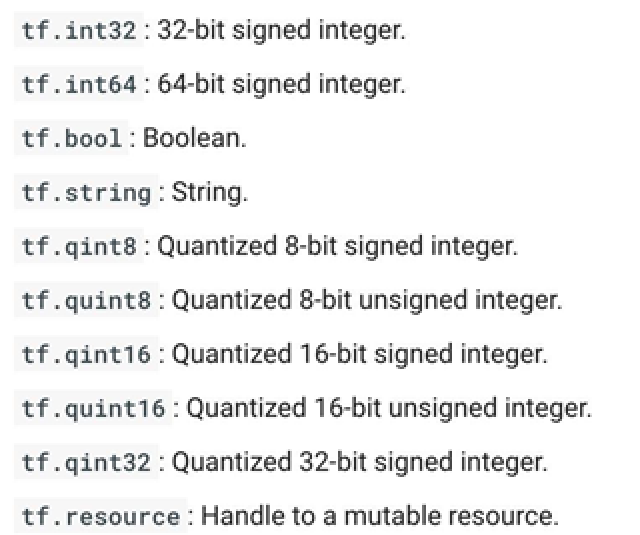 tf.int32 : 32-bit signed integer.
tf.int64 : 64-bit signed integer.
tf.bool : Boolean.
tf.string : String.
tf.qint8 : Quantized 8-bit signed integer.
tf.quint8 : Quantized 8-bit unsigned integer.
tf.qint16 : Quantized 16-bit signed integer.
tf.quint16 : Quantized 16-bit unsigned integer.
tf.qint32 : Quantized 32-bit signed integer.
tf.resource : Handle to a mutable resource.